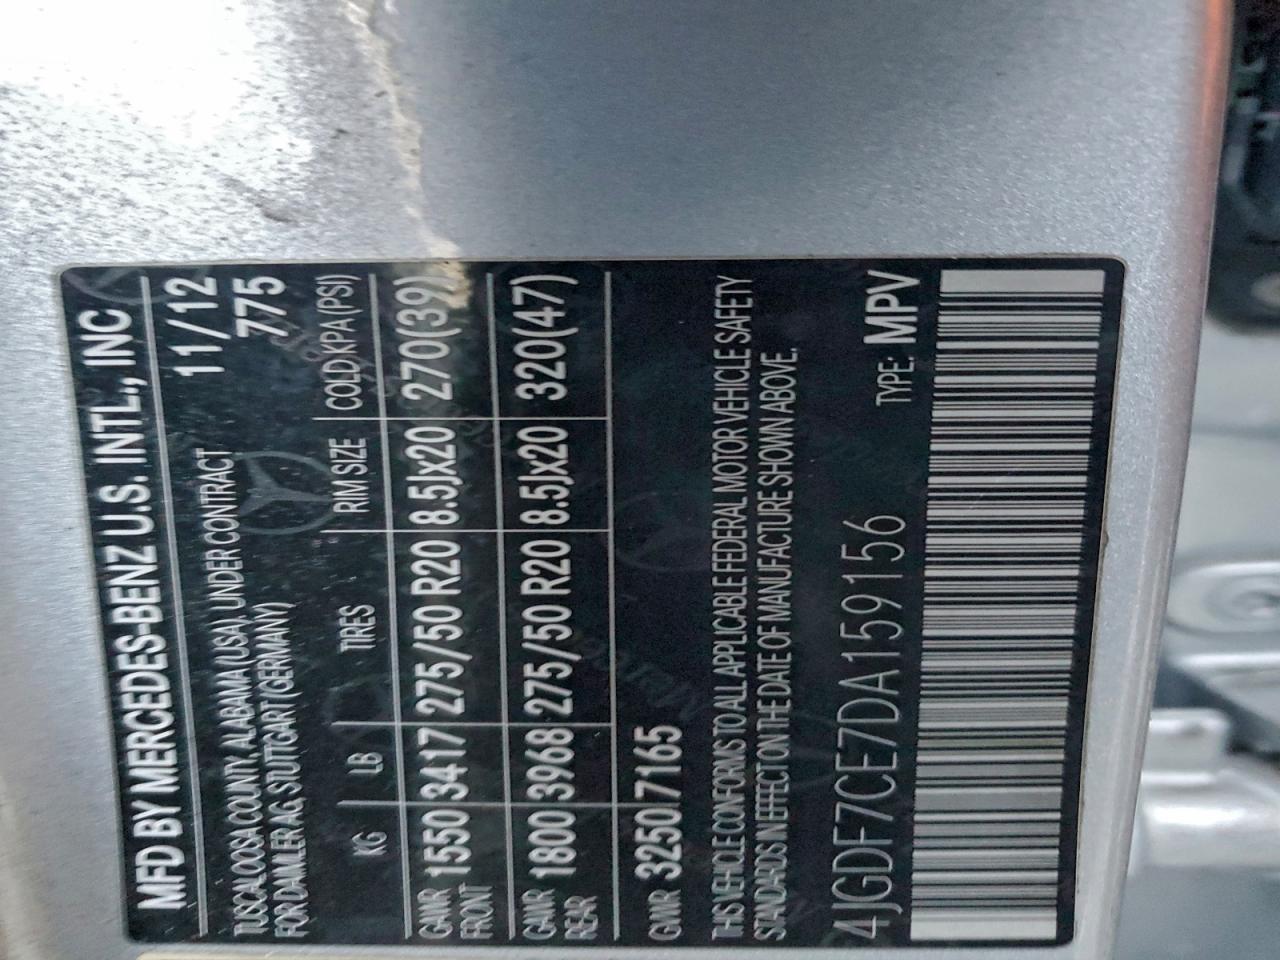 MFD BY MERCEDES-BENZ U.S. INTL., INC
TUSCALOOSA COUNTY, ALABAMA (USA), UNDER CONTRACT 11/12
FOR DAIMLER AG, STUTTGART (GERMANY) 775
KG LB TIRES RIM SIZE COLD KPA (PSI)
GAWR FRONT 1550 3417 275/50 R20 8.5Jx20 270(39)
GAWR REAR 1800 3968 275/50 R20 8.5Jx20 320(47)
GWR 3250 7165
THIS VEHICLE CONFORMS TO ALL APPLICABLE FEDERAL MOTOR VEHICLE SAFETY
STANDARDS IN EFFECT ON THE DATE OF MANUFACTURE SHOWN ABOVE.
4JGDF7CE7DA159156 TYPE: MPV